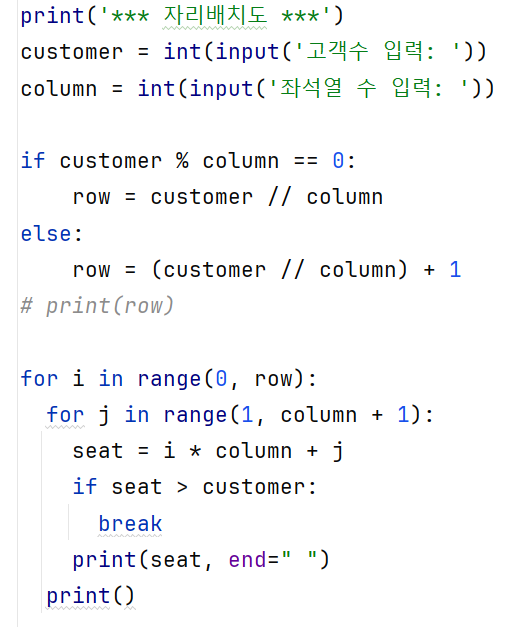 print('*** 자리배치도 ***')
customer = int(input('고객수 입력: '))
column = int(input('좌석열 수 입력: '))

if customer % column == 0:
    row = customer // column
else:
    row = (customer // column) + 1
# print(row)

for i in range(0, row):
  for j in range(1, column + 1):
    seat = i * column + j
    if seat > customer:
      break
    print(seat, end=" ")
  print()